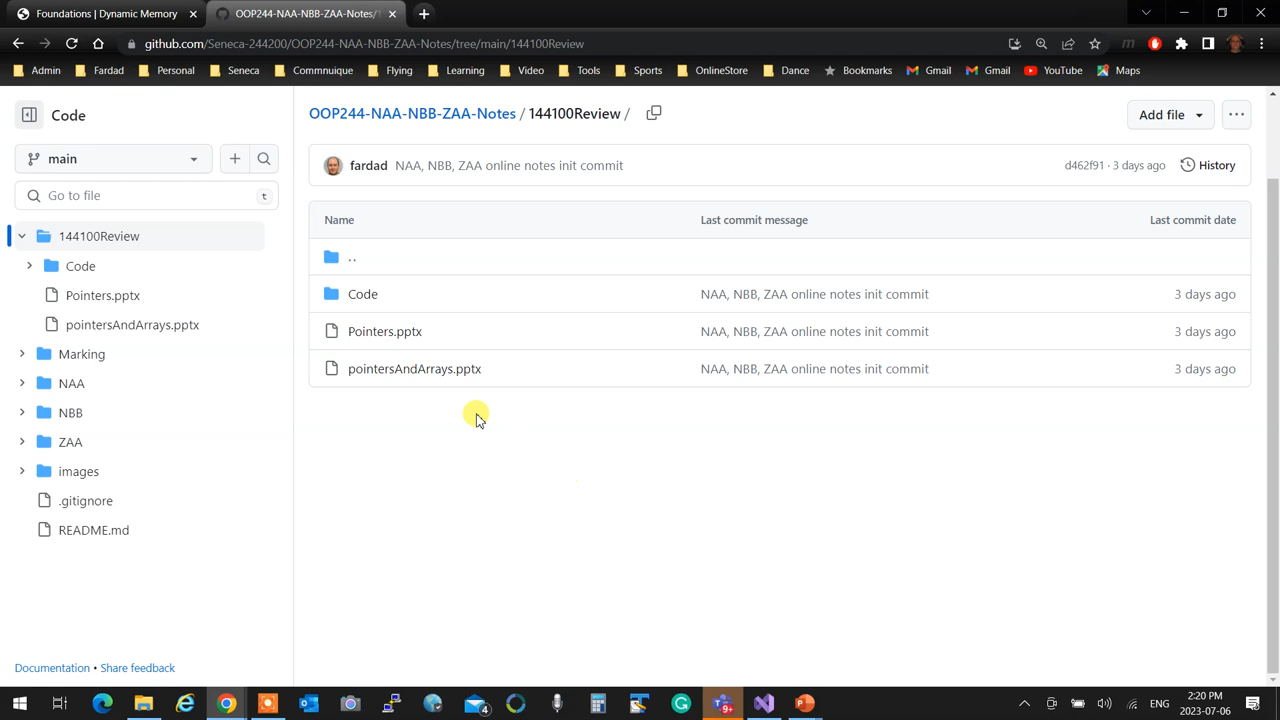 Foundations | Dynamic Memory
OOP244-NAA-NBB-ZAA-Notes/1
github.com/Seneca-244200/OOP244-NAA-NBB-ZAA-Notes/tree/main/144100Review
Admin Fardad Personal Seneca Commnuique Flying Learning Video Tools Sports OnlineStore Dance Bookmarks Gmail Gmail YouTube Maps
Code
OOP244-NAA-NBB-ZAA-Notes / 144100Review /
Add file
main
fardad NAA, NBB, ZAA online notes init commit
d462f91 · 3 days ago History
Go to file t
Name Last commit message Last commit date
144100Review
..
Code
Code NAA, NBB, ZAA online notes init commit 3 days ago
Pointers.pptx
Pointers.pptx NAA, NBB, ZAA online notes init commit 3 days ago
pointersAndArrays.pptx
pointersAndArrays.pptx NAA, NBB, ZAA online notes init commit 3 days ago
Marking
NAA
NBB
ZAA
images
.gitignore
README.md
Documentation • Share feedback
4
9+
ENG
2:20 PM
2023-07-06